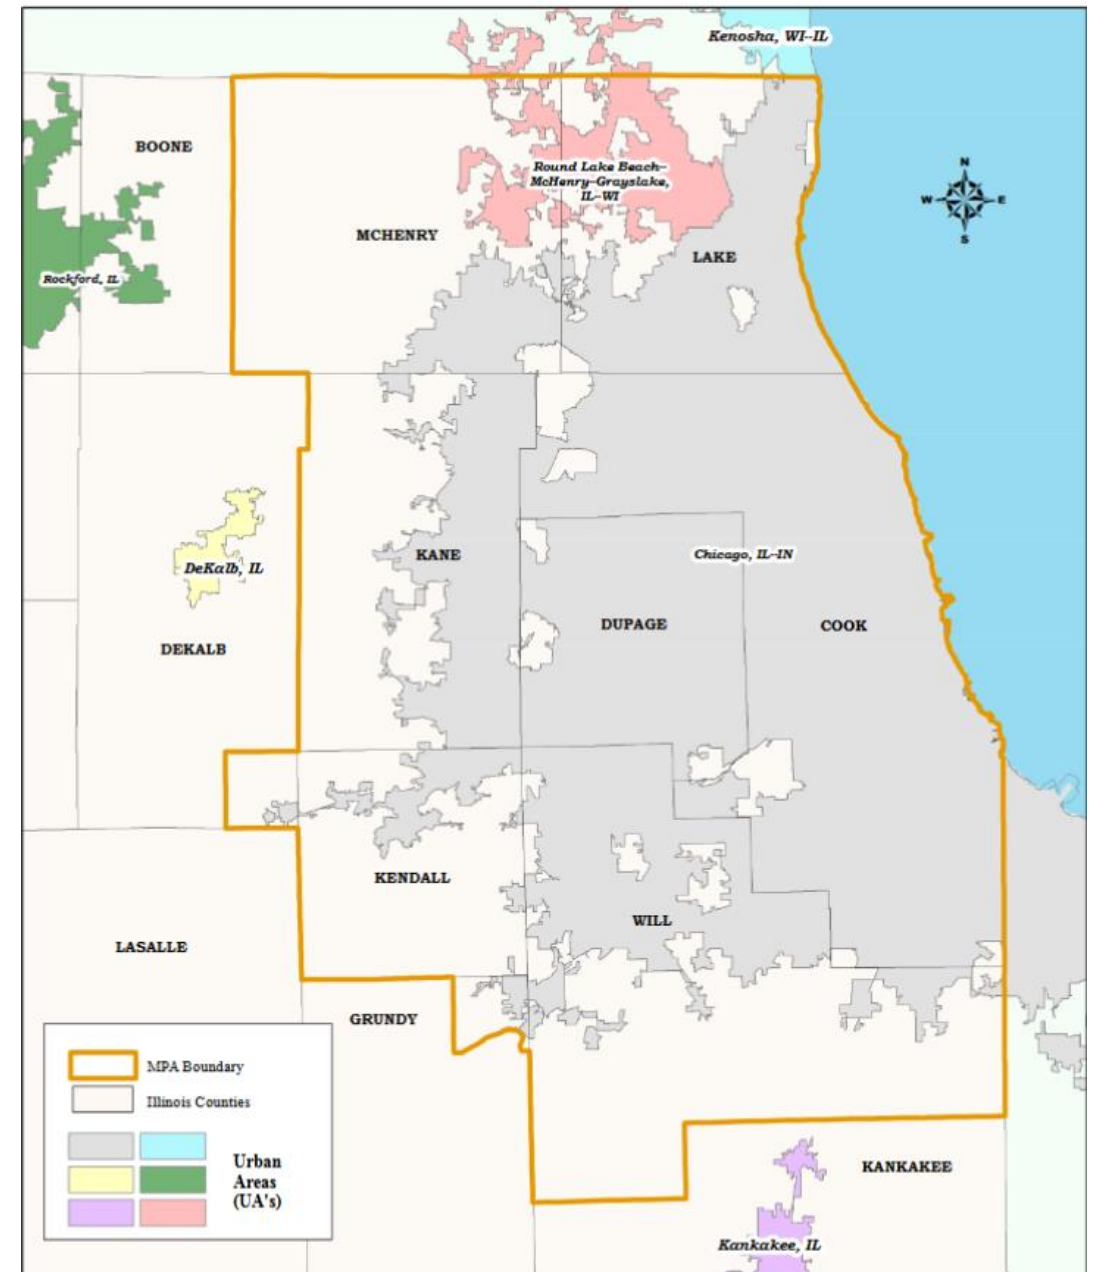 Kenosha, WI--IL
BOONE
N
Round Lake Beach--
McHenry--Grayslake,
IL--WI
W
E
S
MCHENRY
LAKE
Rockford, IL
KANE
Chicago, IL--IN
DeKalb, IL
DUPAGE
COOK
DEKALB
KENDALL
WILL
LASALLE
GRUNDY
MPA Boundary
Illinois Counties
Urban
Areas
(UA's)
KANKAKEE
Kankakee, IL